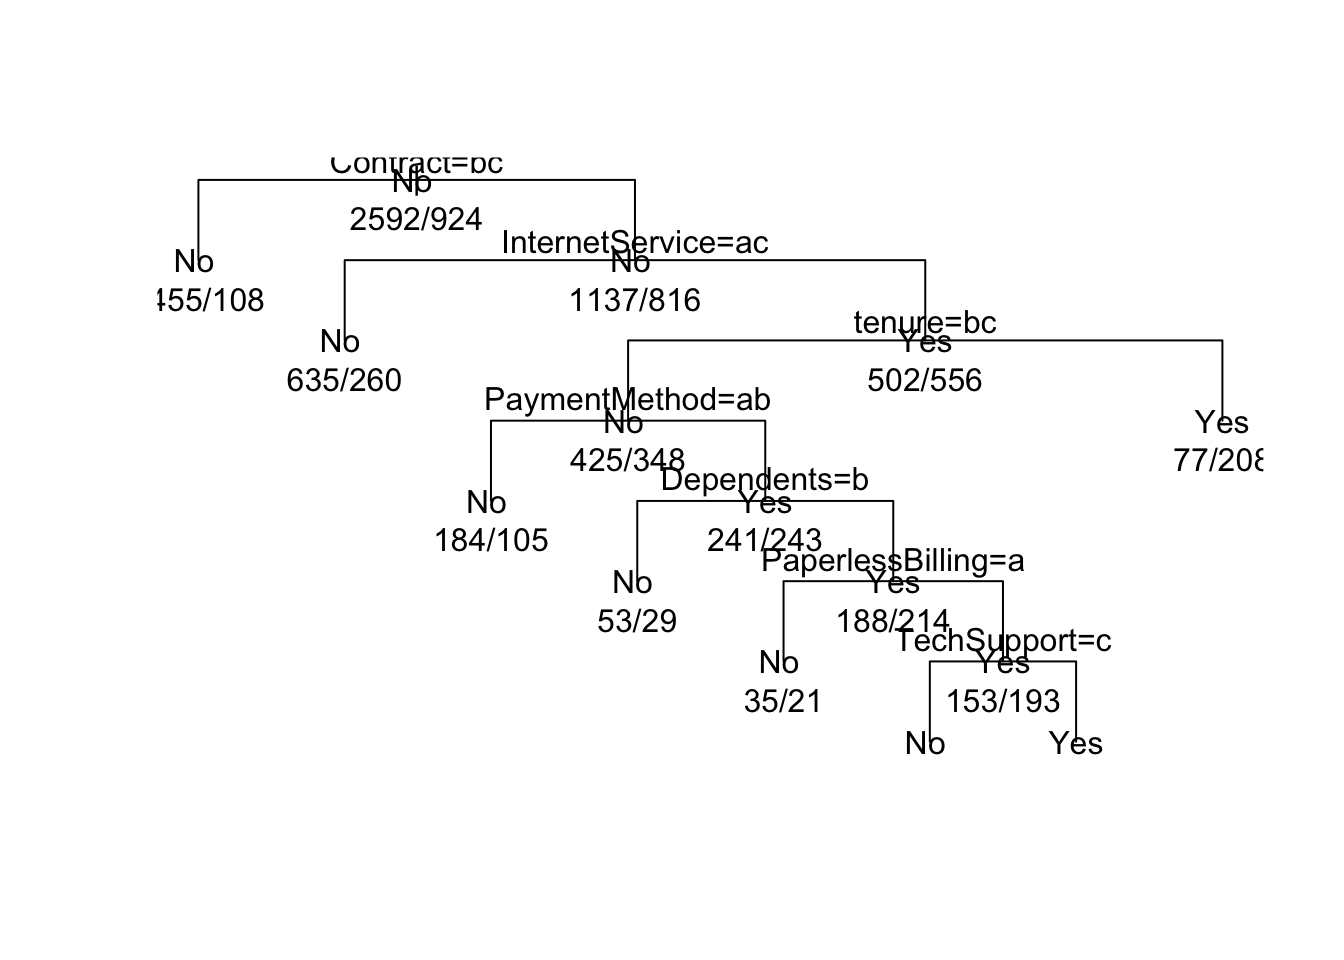 Contract=bc
No
2592/924
InternetService=ac
No
No
455/108
1137/816
tenure=bc
No
Yes
635/260
502/556
PaymentMethod=ab
No
Yes
425/348
77/208
Dependents=b
No
Yes
184/105
241/243
PaperlessBilling=a
No
Yes
53/29
188/214
TechSupport=c
No
Yes
35/21
153/193
No
Yes